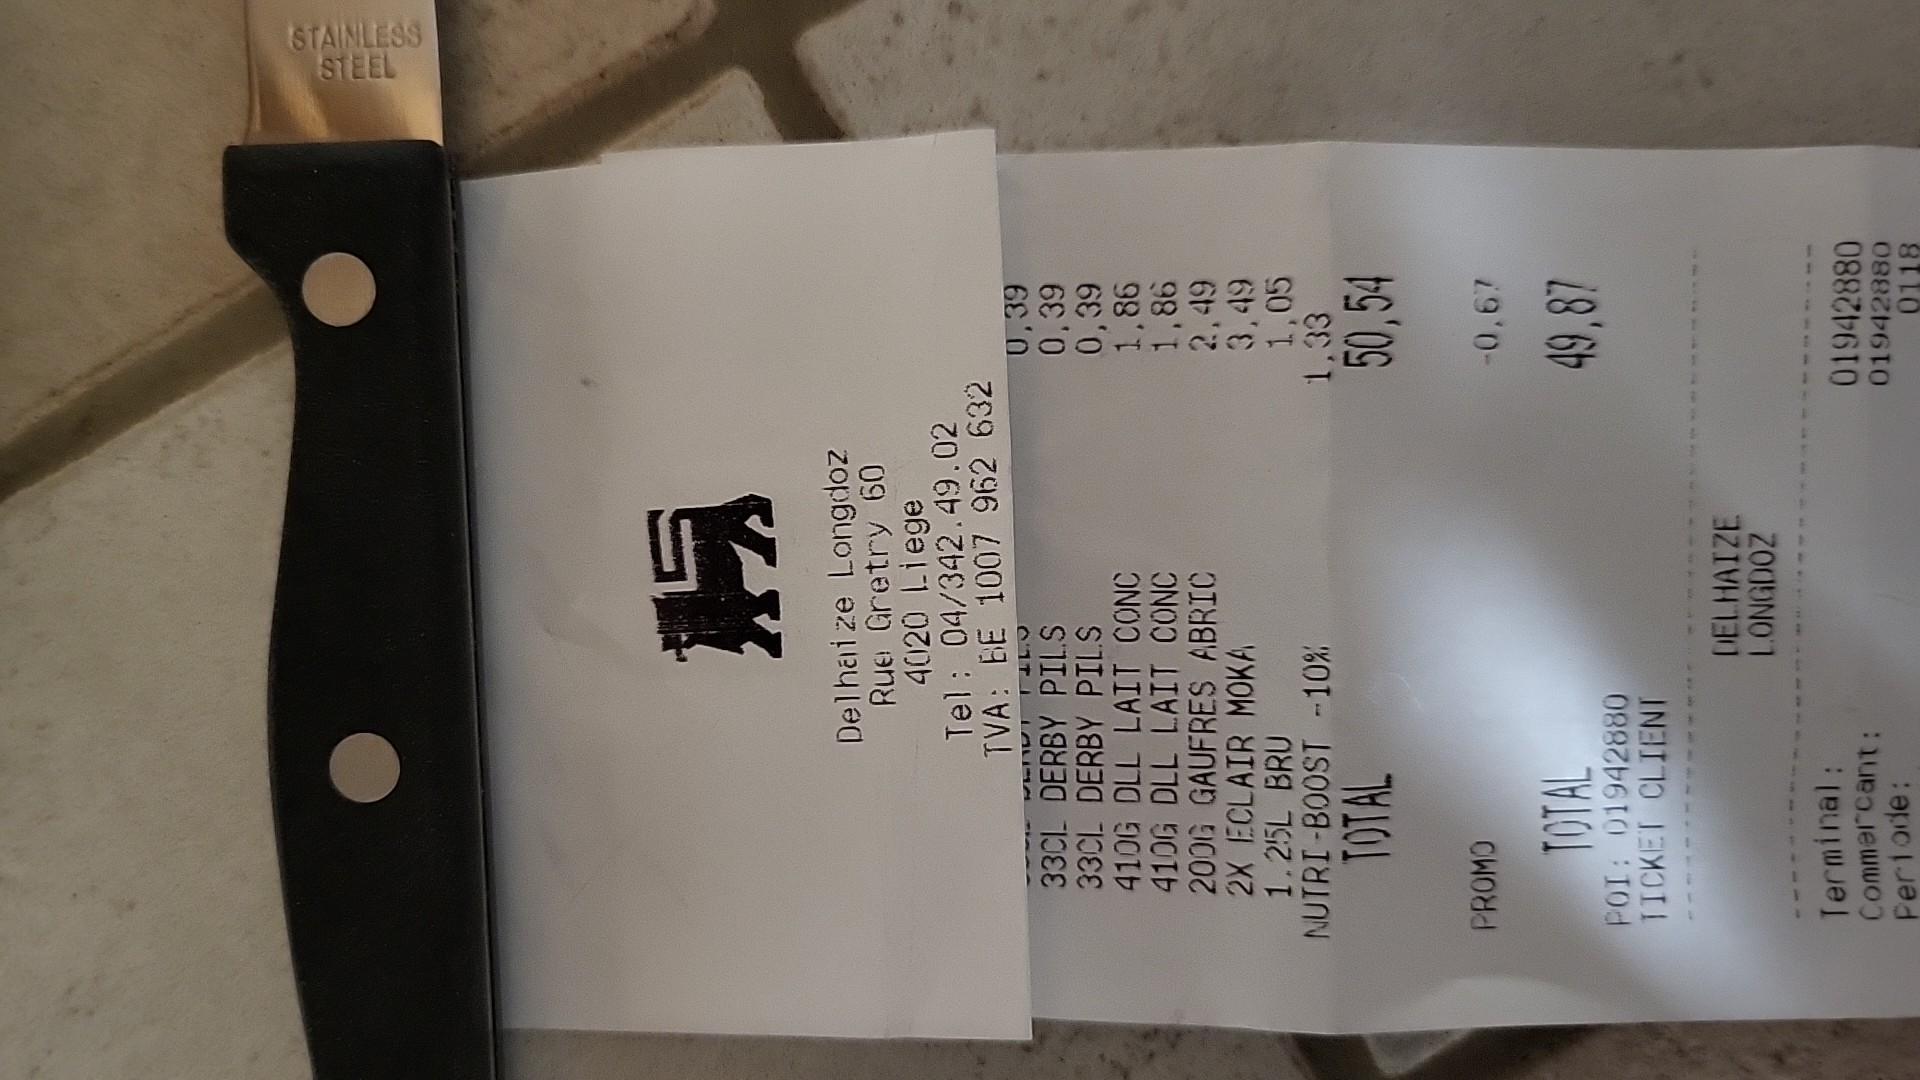 STAINLESS
STEEL
Delhaize Longdoz
Rue Gretry 60
4020 Liege
Tel: 04/342.49.02
TVA: BE 1007 962 632
0,39
33CL DERBY PILS 0,39
33CL DERBY PILS 0,39
410G DLL LAIT CONC 1,86
410G DLL LAIT CONC 1,86
200G GAUFRES ABRIC 2,49
2X ECLAIR MOKA 3,49
1.25L BRU 1,05
NUTRI-BOOST -10% 1,33
TOTAL 50,54
PROMO -0,67
TOTAL 49,87
POI: 01942880
TICKET CLIENT
DELHAIZE
LONGDOZ
Terminal: 01942880
Commercant: 01942880
Periode: 0118